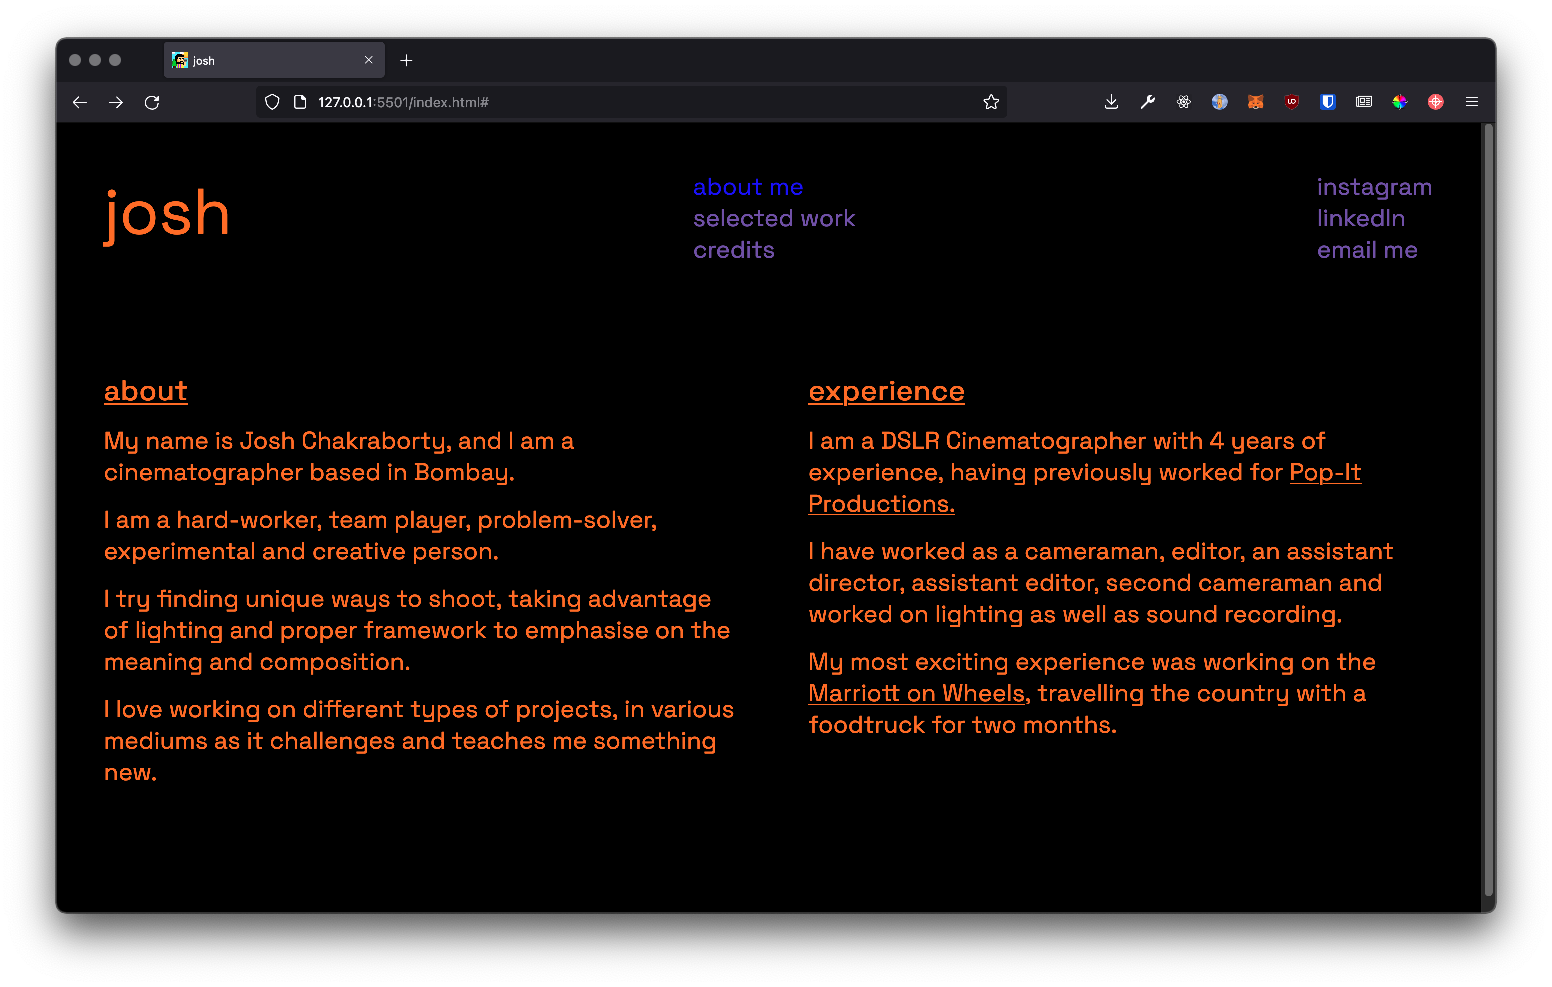 josh
127.0.0.1:5501/index.html#
josh
about me
selected work
credits
instagram
linkedIn
email me
about
My name is Josh Chakraborty, and I am a
cinematographer based in Bombay.
I am a hard-worker, team player, problem-solver,
experimental and creative person.
I try finding unique ways to shoot, taking advantage
of lighting and proper framework to emphasise on the
meaning and composition.
I love working on different types of projects, in various
mediums as it challenges and teaches me something
new.
experience
I am a DSLR Cinematographer with 4 years of
experience, having previously worked for Pop-It
Productions.
I have worked as a cameraman, editor, an assistant
director, assistant editor, second cameraman and
worked on lighting as well as sound recording.
My most exciting experience was working on the
Marriott on Wheels, travelling the country with a
foodtruck for two months.